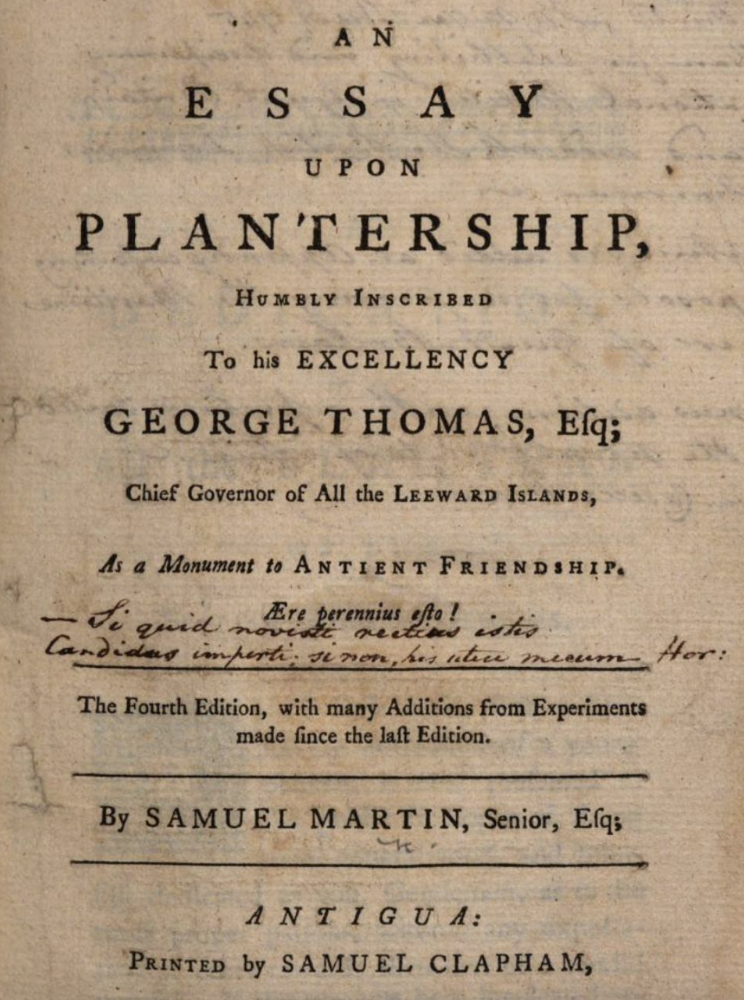 AN
ESSAY
UPON
PLANTERSHIP,
HUMBLY INSCRIBED
To his EXCELLENCY
GEORGE THOMAS, Eſq;
Chief Governor of All the LEEWARD ISLANDS,
As a Monument to ANTIENT FRIENDSHIP.
Ære perennius eſto!
— Si quid novisti rectius istis
Candidus imperti; si non, his utere mecum Hor:
The Fourth Edition, with many Additions from Experiments
made ſince the laſt Edition.
By SAMUEL MARTIN, Senior, Eſq;
ANTIGUA:
PRINTED by SAMUEL CLAPHAM,